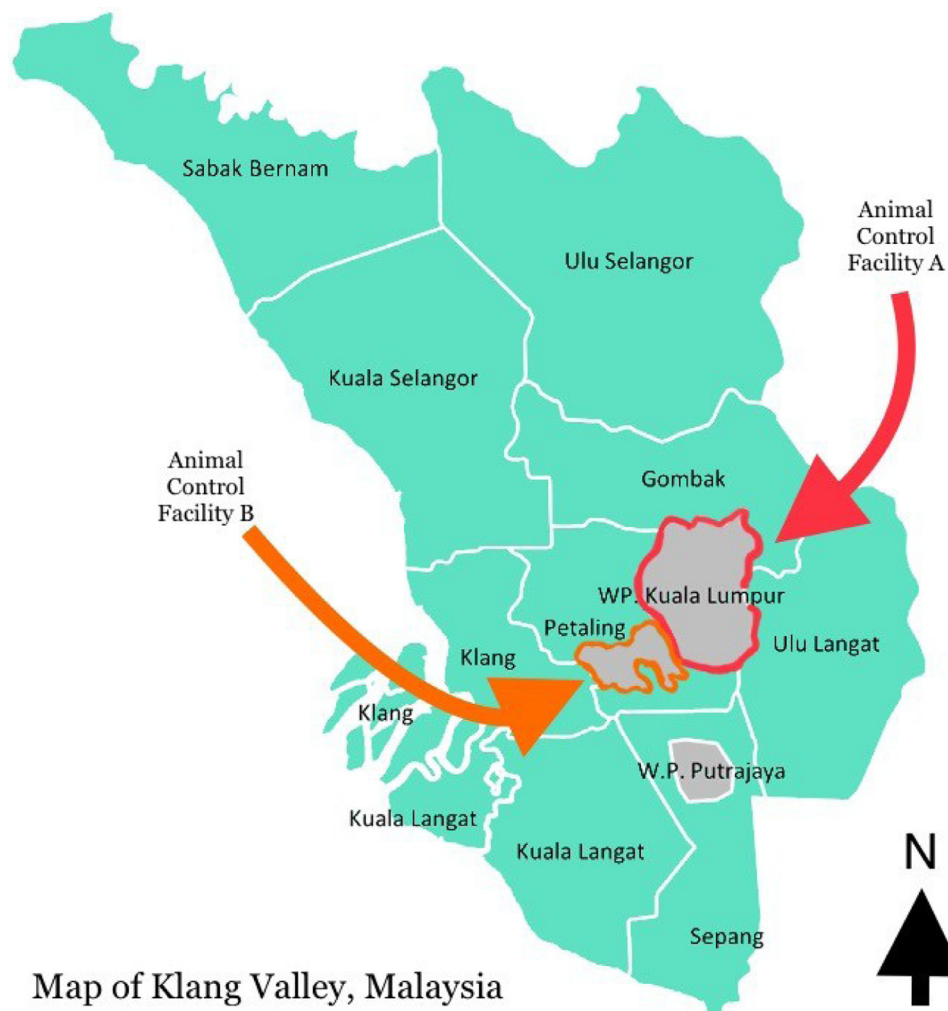 Sabak Bernam
Animal
Control
Facility A
Ulu Selangor
Kuala Selangor
Animal
Control
Facility B
Gombak
WP. Kuala Lumpur
Petaling
Klang
Ulu Langat
Klang
W.P. Putrajaya
Kuala Langat
Kuala Langat
N
Sepang
Map of Klang Valley, Malaysia